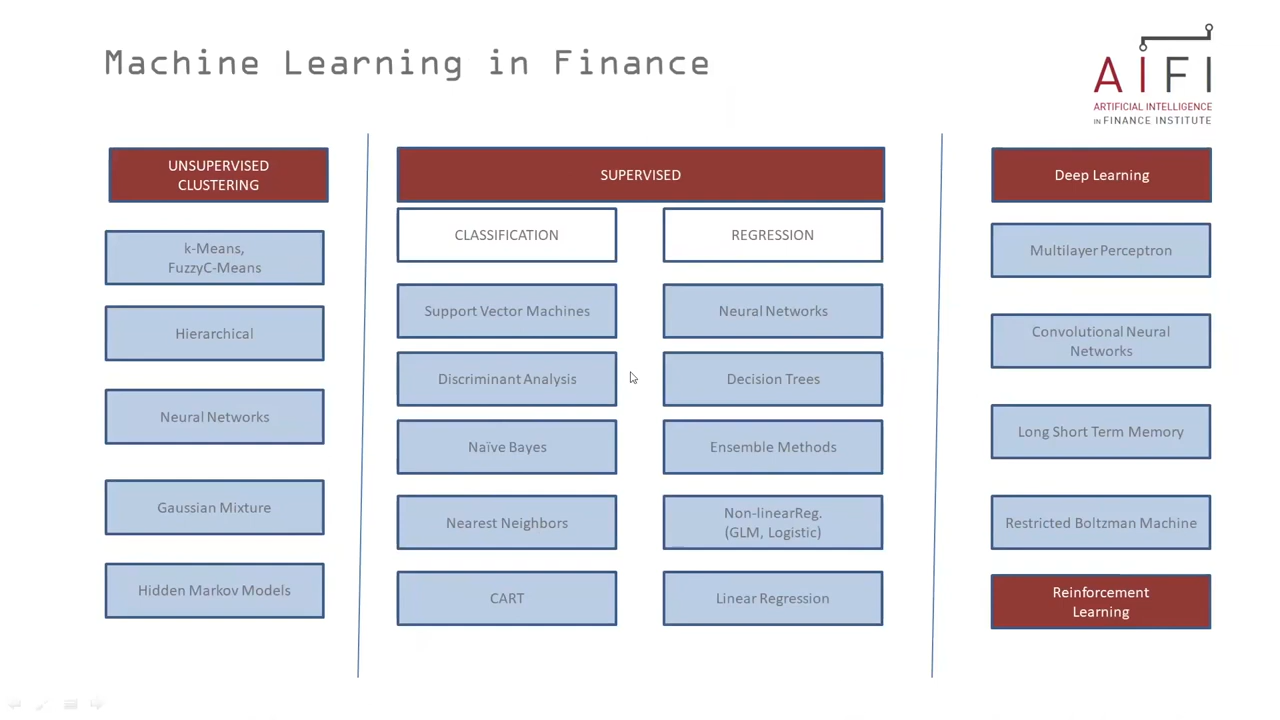 Machine Learning in Finance
AIFI
ARTIFICIAL INTELLIGENCE
IN FINANCE INSTITUTE
UNSUPERVISED
CLUSTERING
k-Means,
FuzzyC-Means
Hierarchical
Neural Networks
Gaussian Mixture
Hidden Markov Models
SUPERVISED
CLASSIFICATION
Support Vector Machines
Discriminant Analysis
Naïve Bayes
Nearest Neighbors
CART
REGRESSION
Neural Networks
Decision Trees
Ensemble Methods
Non-linearReg.
(GLM, Logistic)
Linear Regression
Deep Learning
Multilayer Perceptron
Convolutional Neural
Networks
Long Short Term Memory
Restricted Boltzman Machine
Reinforcement
Learning